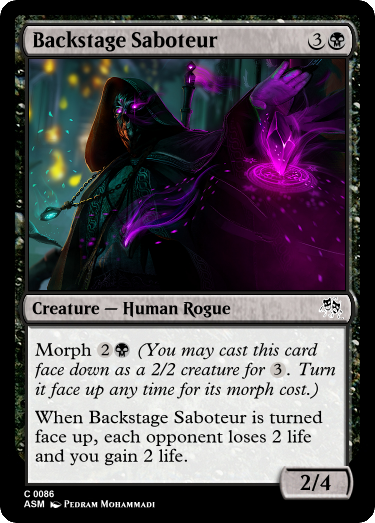 Backstage Saboteur 3
Creature — Human Rogue
Morph 2 (You may cast this card
face down as a 2/2 creature for 3. Turn
it face up any time for its morph cost.)
When Backstage Saboteur is turned
face up, each opponent loses 2 life
and you gain 2 life.
2/4
C 0086
ASM Pedram Mohammadi